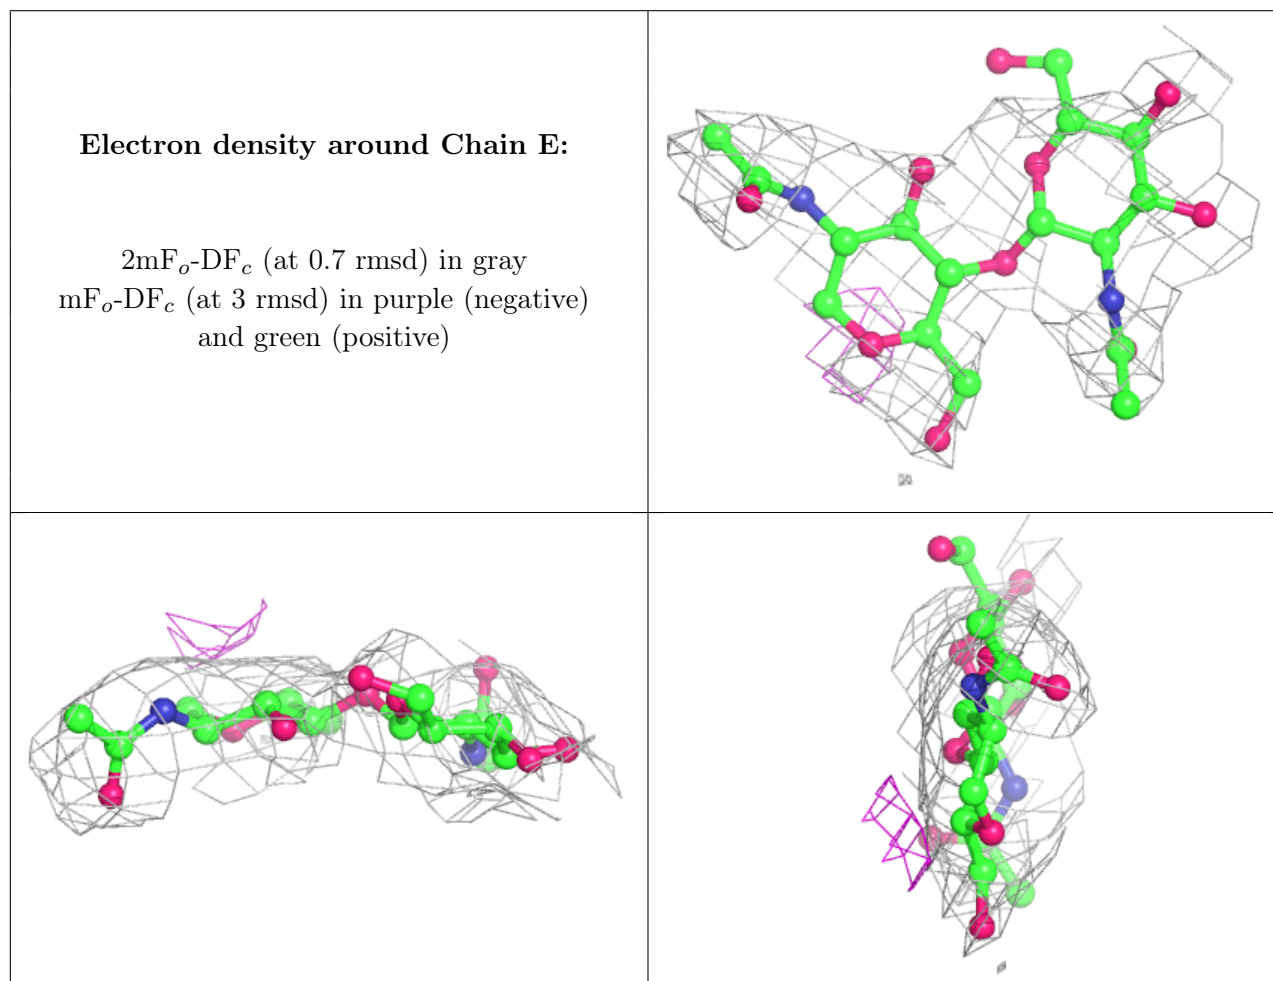 Electron density around Chain E:
2mFo-DFc (at 0.7 rmsd) in gray
mFo-DFc (at 3 rmsd) in purple (negative)
and green (positive)